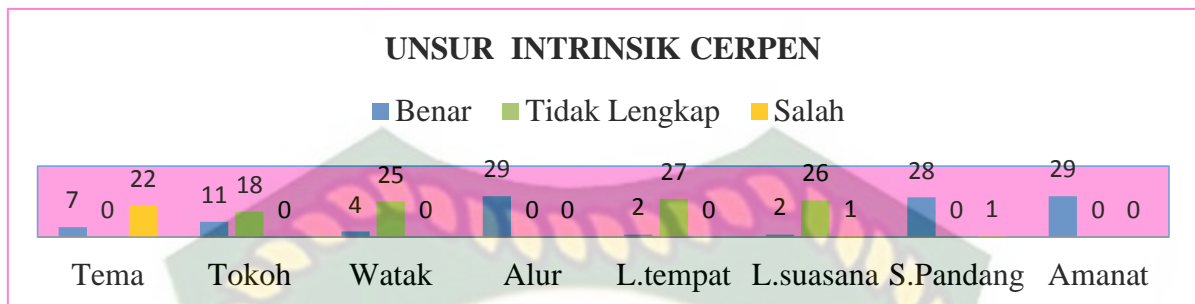 UNSUR INTRINSIK CERPEN
Benar Tidak Lengkap Salah
7 0 22 11 18 0 4 25 0 29 0 0 2 27 0 2 26 1 28 0 1 29 0 0
Tema Tokoh Watak Alur L.tempat L.suasana S.Pandang Amanat